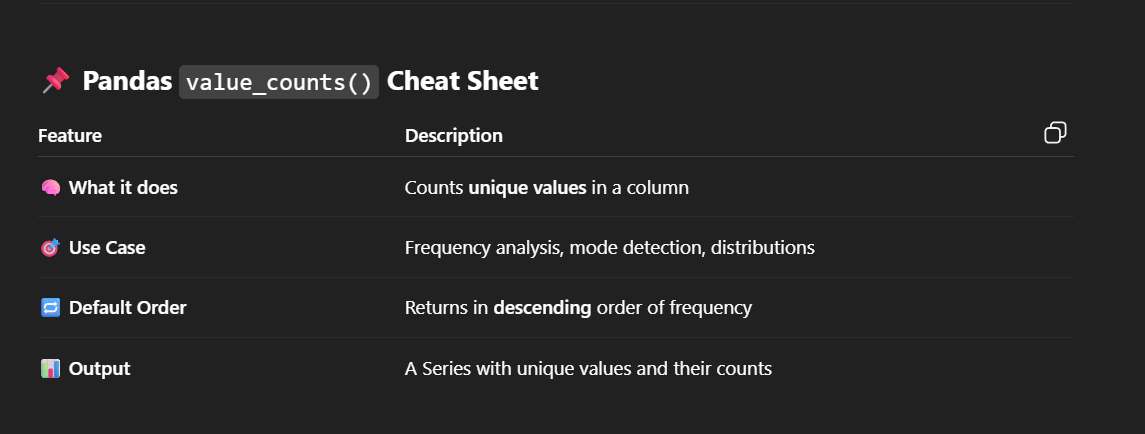 📌 Pandas value_counts() Cheat Sheet
Feature Description
🧠 What it does Counts unique values in a column
🎯 Use Case Frequency analysis, mode detection, distributions
🔁 Default Order Returns in descending order of frequency
📊 Output A Series with unique values and their counts